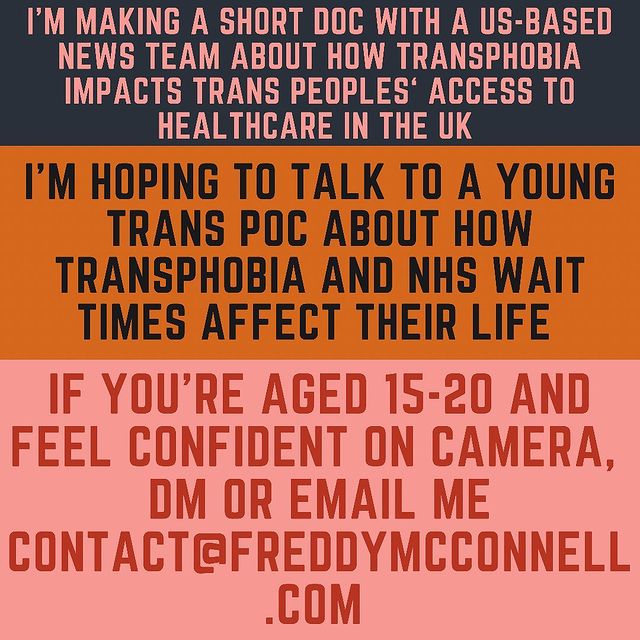 I'M MAKING A SHORT DOC WITH A US-BASED
NEWS TEAM ABOUT HOW TRANSPHOBIA
IMPACTS TRANS PEOPLES‘ ACCESS TO
HEALTHCARE IN THE UK
I'M HOPING TO TALK TO A YOUNG
TRANS POC ABOUT HOW
TRANSPHOBIA AND NHS WAIT
TIMES AFFECT THEIR LIFE
IF YOU'RE AGED 15-20 AND
FEEL CONFIDENT ON CAMERA,
DM OR EMAIL ME
CONTACT@FREDDYMCCONNELL
.COM